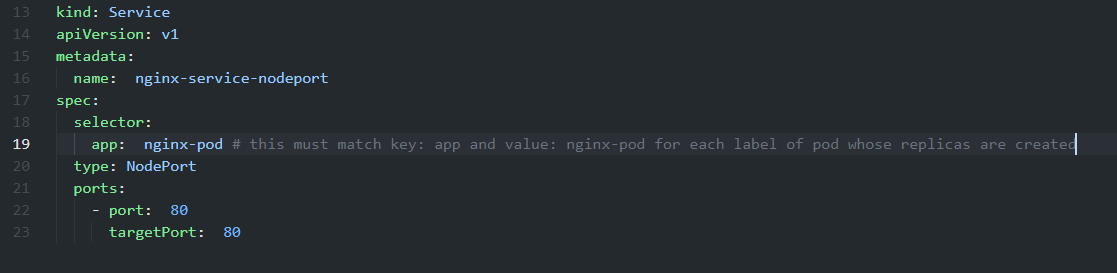 13 kind: Service
14 apiVersion: v1
15 metadata:
16   name:  nginx-service-nodeport
17 spec:
18   selector:
19     app:  nginx-pod # this must match key: app and value: nginx-pod for each label of pod whose replicas are created
20   type: NodePort
21   ports:
22     - port:  80
23       targetPort:  80